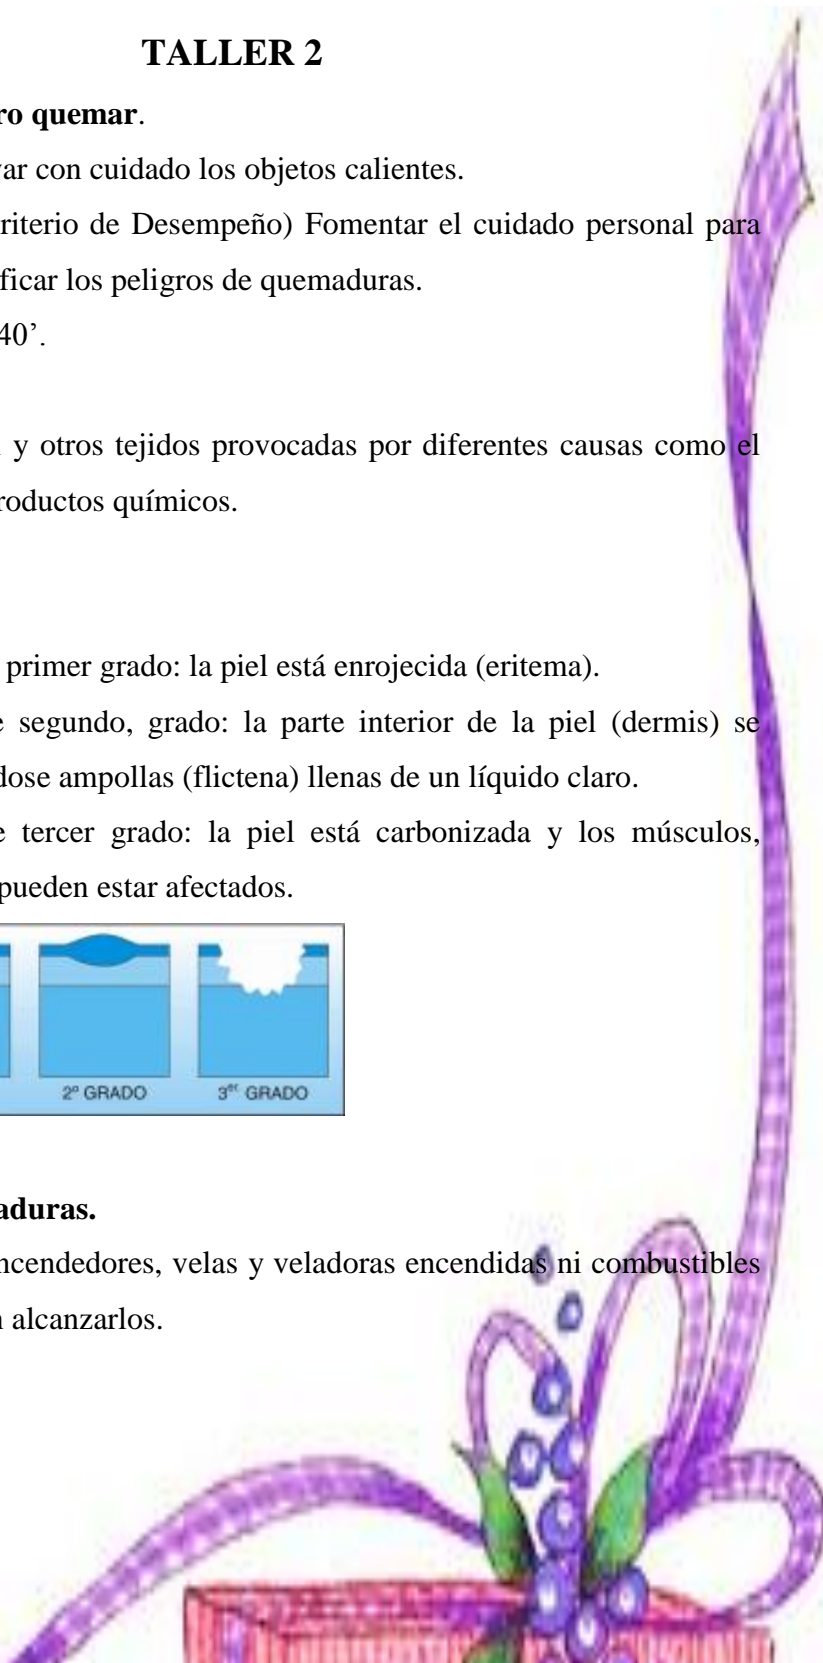 TALLER 2
ro quemar.
var con cuidado los objetos calientes.
riterio de Desempeño) Fomentar el cuidado personal para
ficar los peligros de quemaduras.
40’.
y otros tejidos provocadas por diferentes causas como el
roductos químicos.
primer grado: la piel está enrojecida (eritema).
e segundo, grado: la parte interior de la piel (dermis) se
dose ampollas (flictena) llenas de un líquido claro.
e tercer grado: la piel está carbonizada y los músculos,
pueden estar afectados.
2º GRADO 3er GRADO
aduras.
ncendedores, velas y veladoras encendidas ni combustibles
n alcanzarlos.